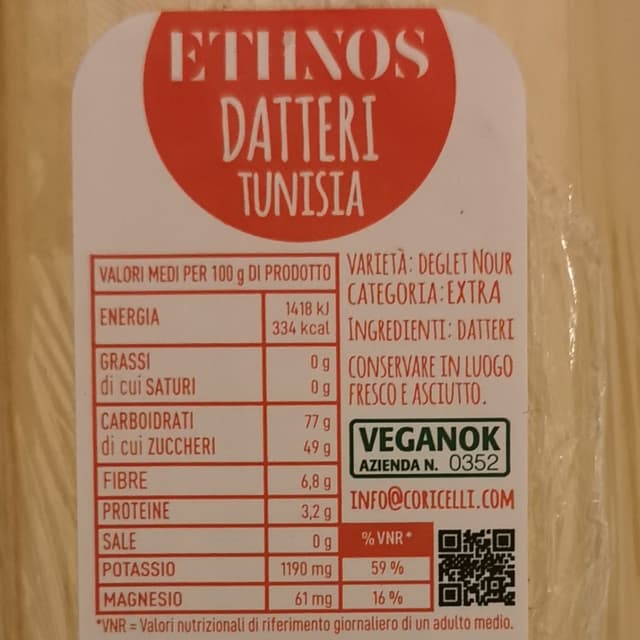 ETHNOS
DATTERI
TUNISIA
VALORI MEDI PER 100 g DI PRODOTTO
ENERGIA 1418 kJ
334 kcal
GRASSI 0 g
di cui SATURI 0 g
CARBOIDRATI 77 g
di cui ZUCCHERI 49 g
FIBRE 6,8 g
PROTEINE 3,2 g
SALE 0 g % VNR*
POTASSIO 1190 mg 59 %
MAGNESIO 61 mg 16 %
*VNR = Valori nutrizionali di riferimento giornaliero di un adulto medio.
VARIETÀ: DEGLET NOUR
CATEGORIA: EXTRA
INGREDIENTI: DATTERI
CONSERVARE IN LUOGO
FRESCO E ASCIUTTO.
VEGANOK
AZIENDA N. 0352
INFO@CORICELLI.COM